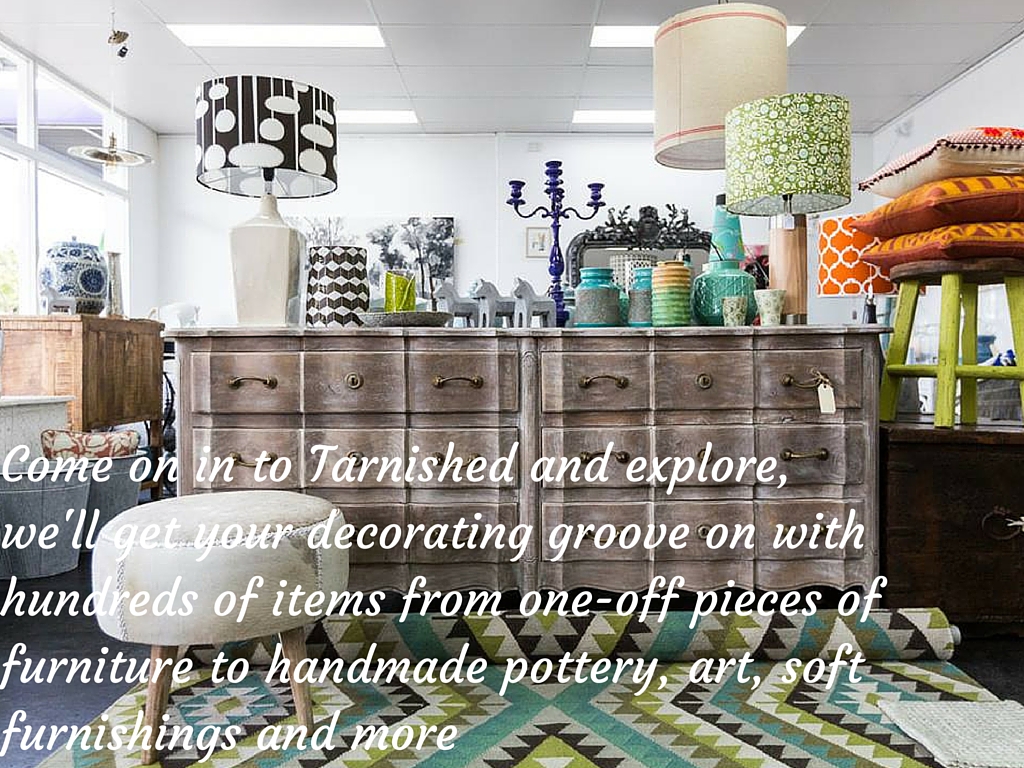 Come on in to Tarnished and explore,
we'll get your decorating groove on with
hundreds of items from one-off pieces of
furniture to handmade pottery, art, soft
furnishings and more